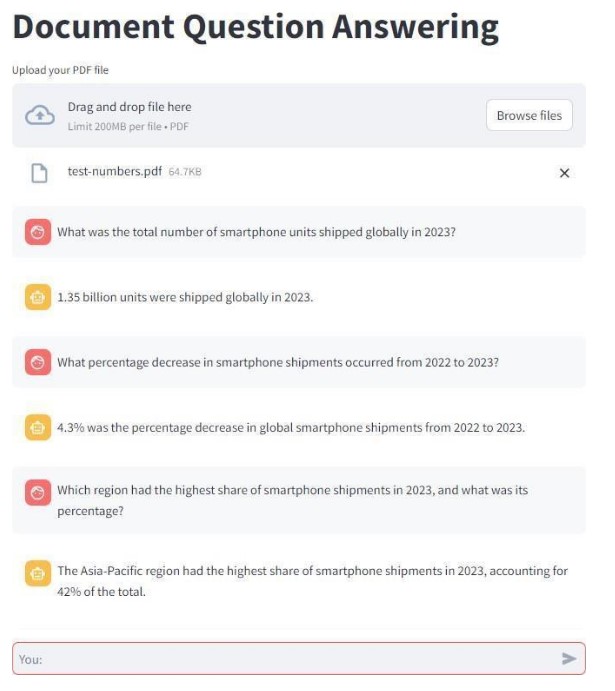 Document Question Answering
Upload your PDF file
Drag and drop file here
Limit 200MB per file • PDF
Browse files
test-numbers.pdf 64.7KB
What was the total number of smartphone units shipped globally in 2023?
1.35 billion units were shipped globally in 2023.
What percentage decrease in smartphone shipments occurred from 2022 to 2023?
4.3% was the percentage decrease in global smartphone shipments from 2022 to 2023.
Which region had the highest share of smartphone shipments in 2023, and what was its
percentage?
The Asia-Pacific region had the highest share of smartphone shipments in 2023, accounting for
42% of the total.
You: